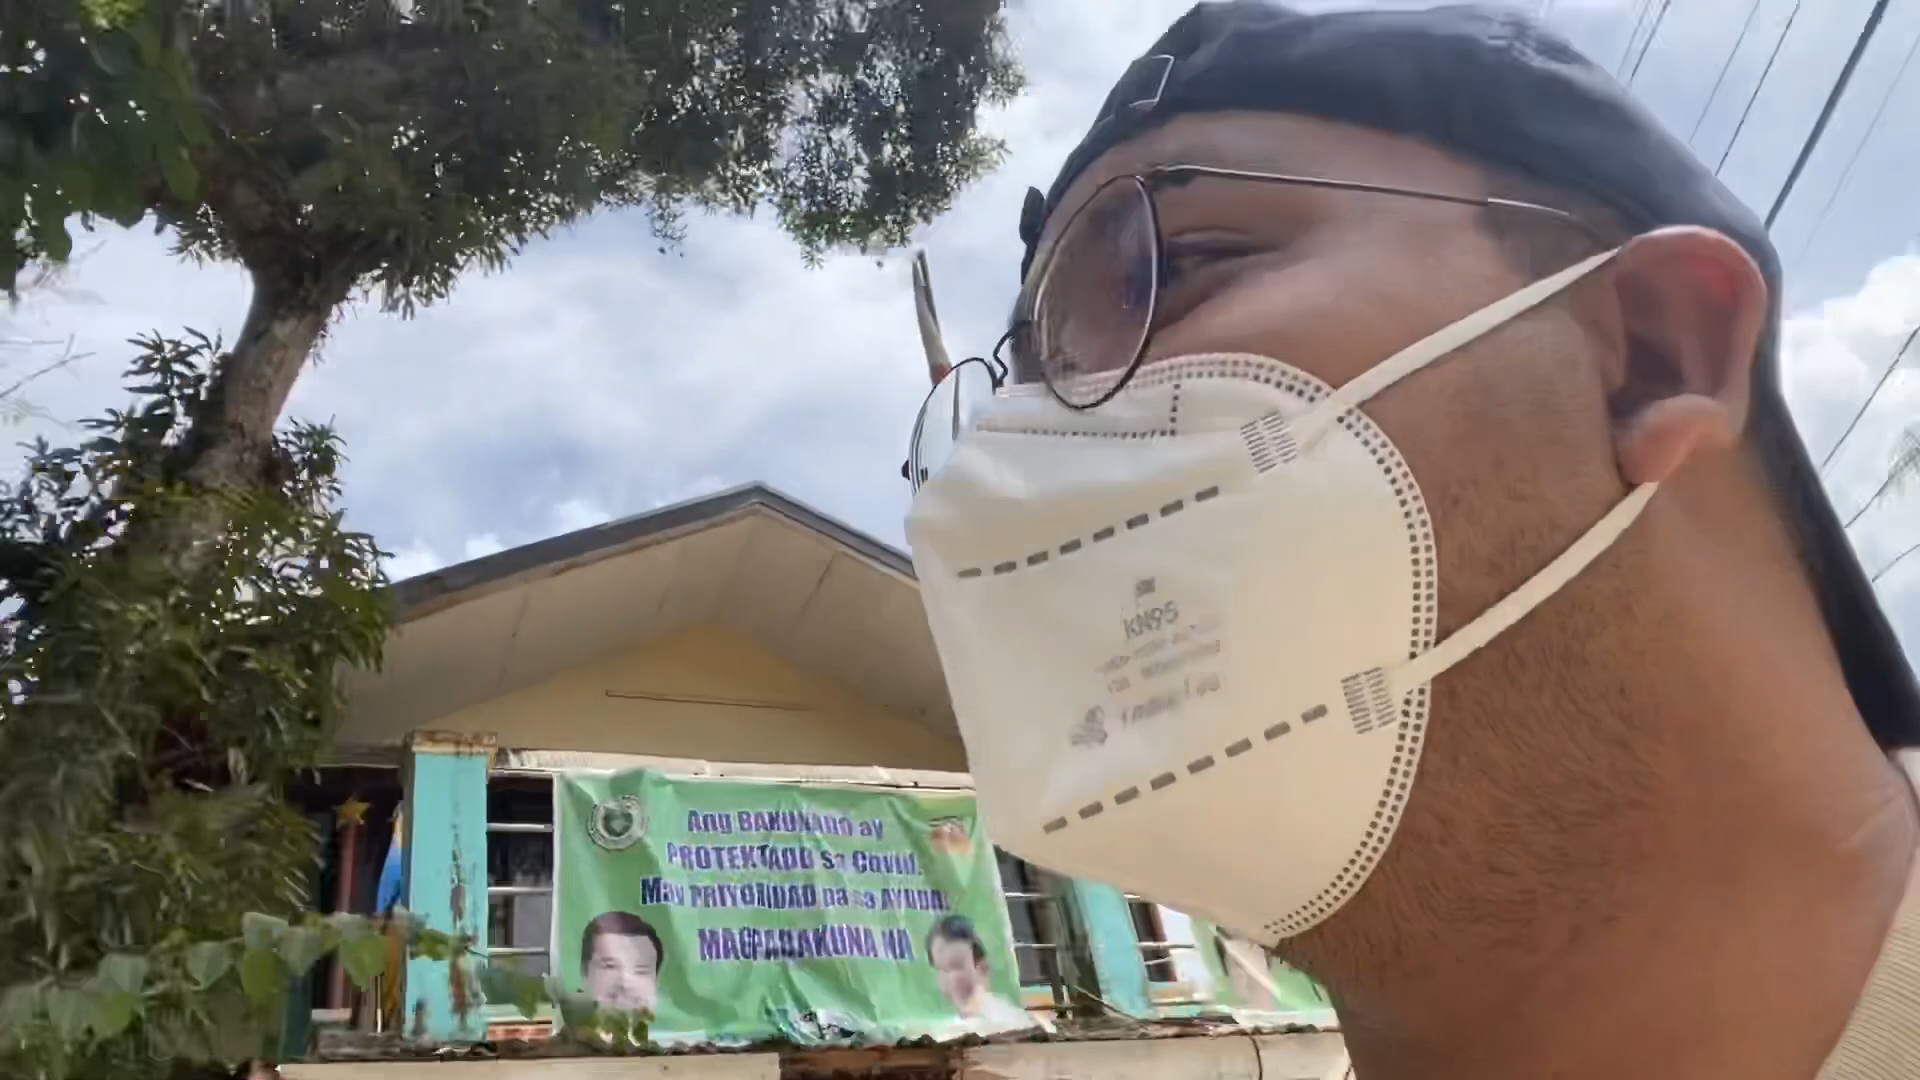 Ang BAKUNADO ay
PROTEKTADO sa Covid.
May PRIYORIDAD pa sa AYUDA!
MAGPABAKUNA NA
KN95